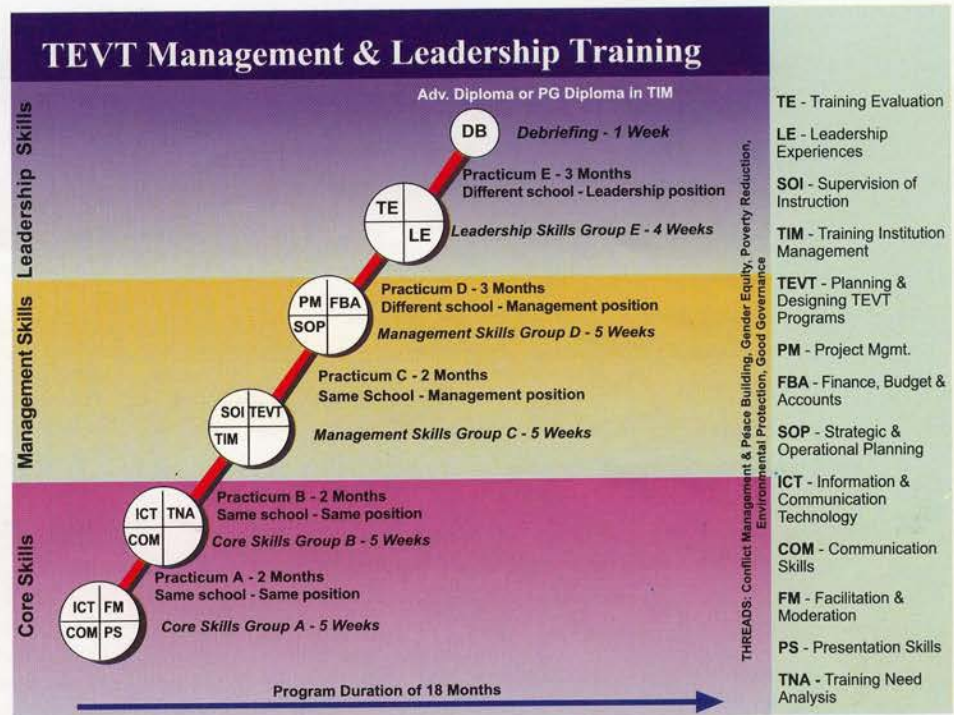 TEVT Management & Leadership Training
Adv. Diploma or PG Diploma in TIM
Leadership Skills
DB
Debriefing - 1 Week
Practicum E - 3 Months
Different school - Leadership position
TE
LE
Leadership Skills Group E - 4 Weeks
Management Skills
Practicum D - 3 Months
Different school - Management position
PM FBA
SOP
Management Skills Group D - 5 Weeks
Practicum C - 2 Months
Same School - Management position
SOI TEVT
TIM
Management Skills Group C - 5 Weeks
Core Skills
Practicum B - 2 Months
Same school - Same position
ICT TNA
COM
Core Skills Group B - 5 Weeks
Practicum A - 2 Months
Same school - Same position
ICT FM
COM PS
Core Skills Group A - 5 Weeks
Program Duration of 18 Months
THREADS: Conflict Management & Peace Building, Gender Equity, Poverty Reduction,
Environmental Protection, Good Governance
TE - Training Evaluation
LE - Leadership
Experiences
SOI - Supervision of
Instruction
TIM - Training Institution
Management
TEVT - Planning &
Designing TEVT
Programs
PM - Project Mgmt.
FBA - Finance, Budget &
Accounts
SOP - Strategic &
Operational Planning
ICT - Information &
Communication
Technology
COM - Communication
Skills
FM - Facilitation &
Moderation
PS - Presentation Skills
TNA - Training Need
Analysis